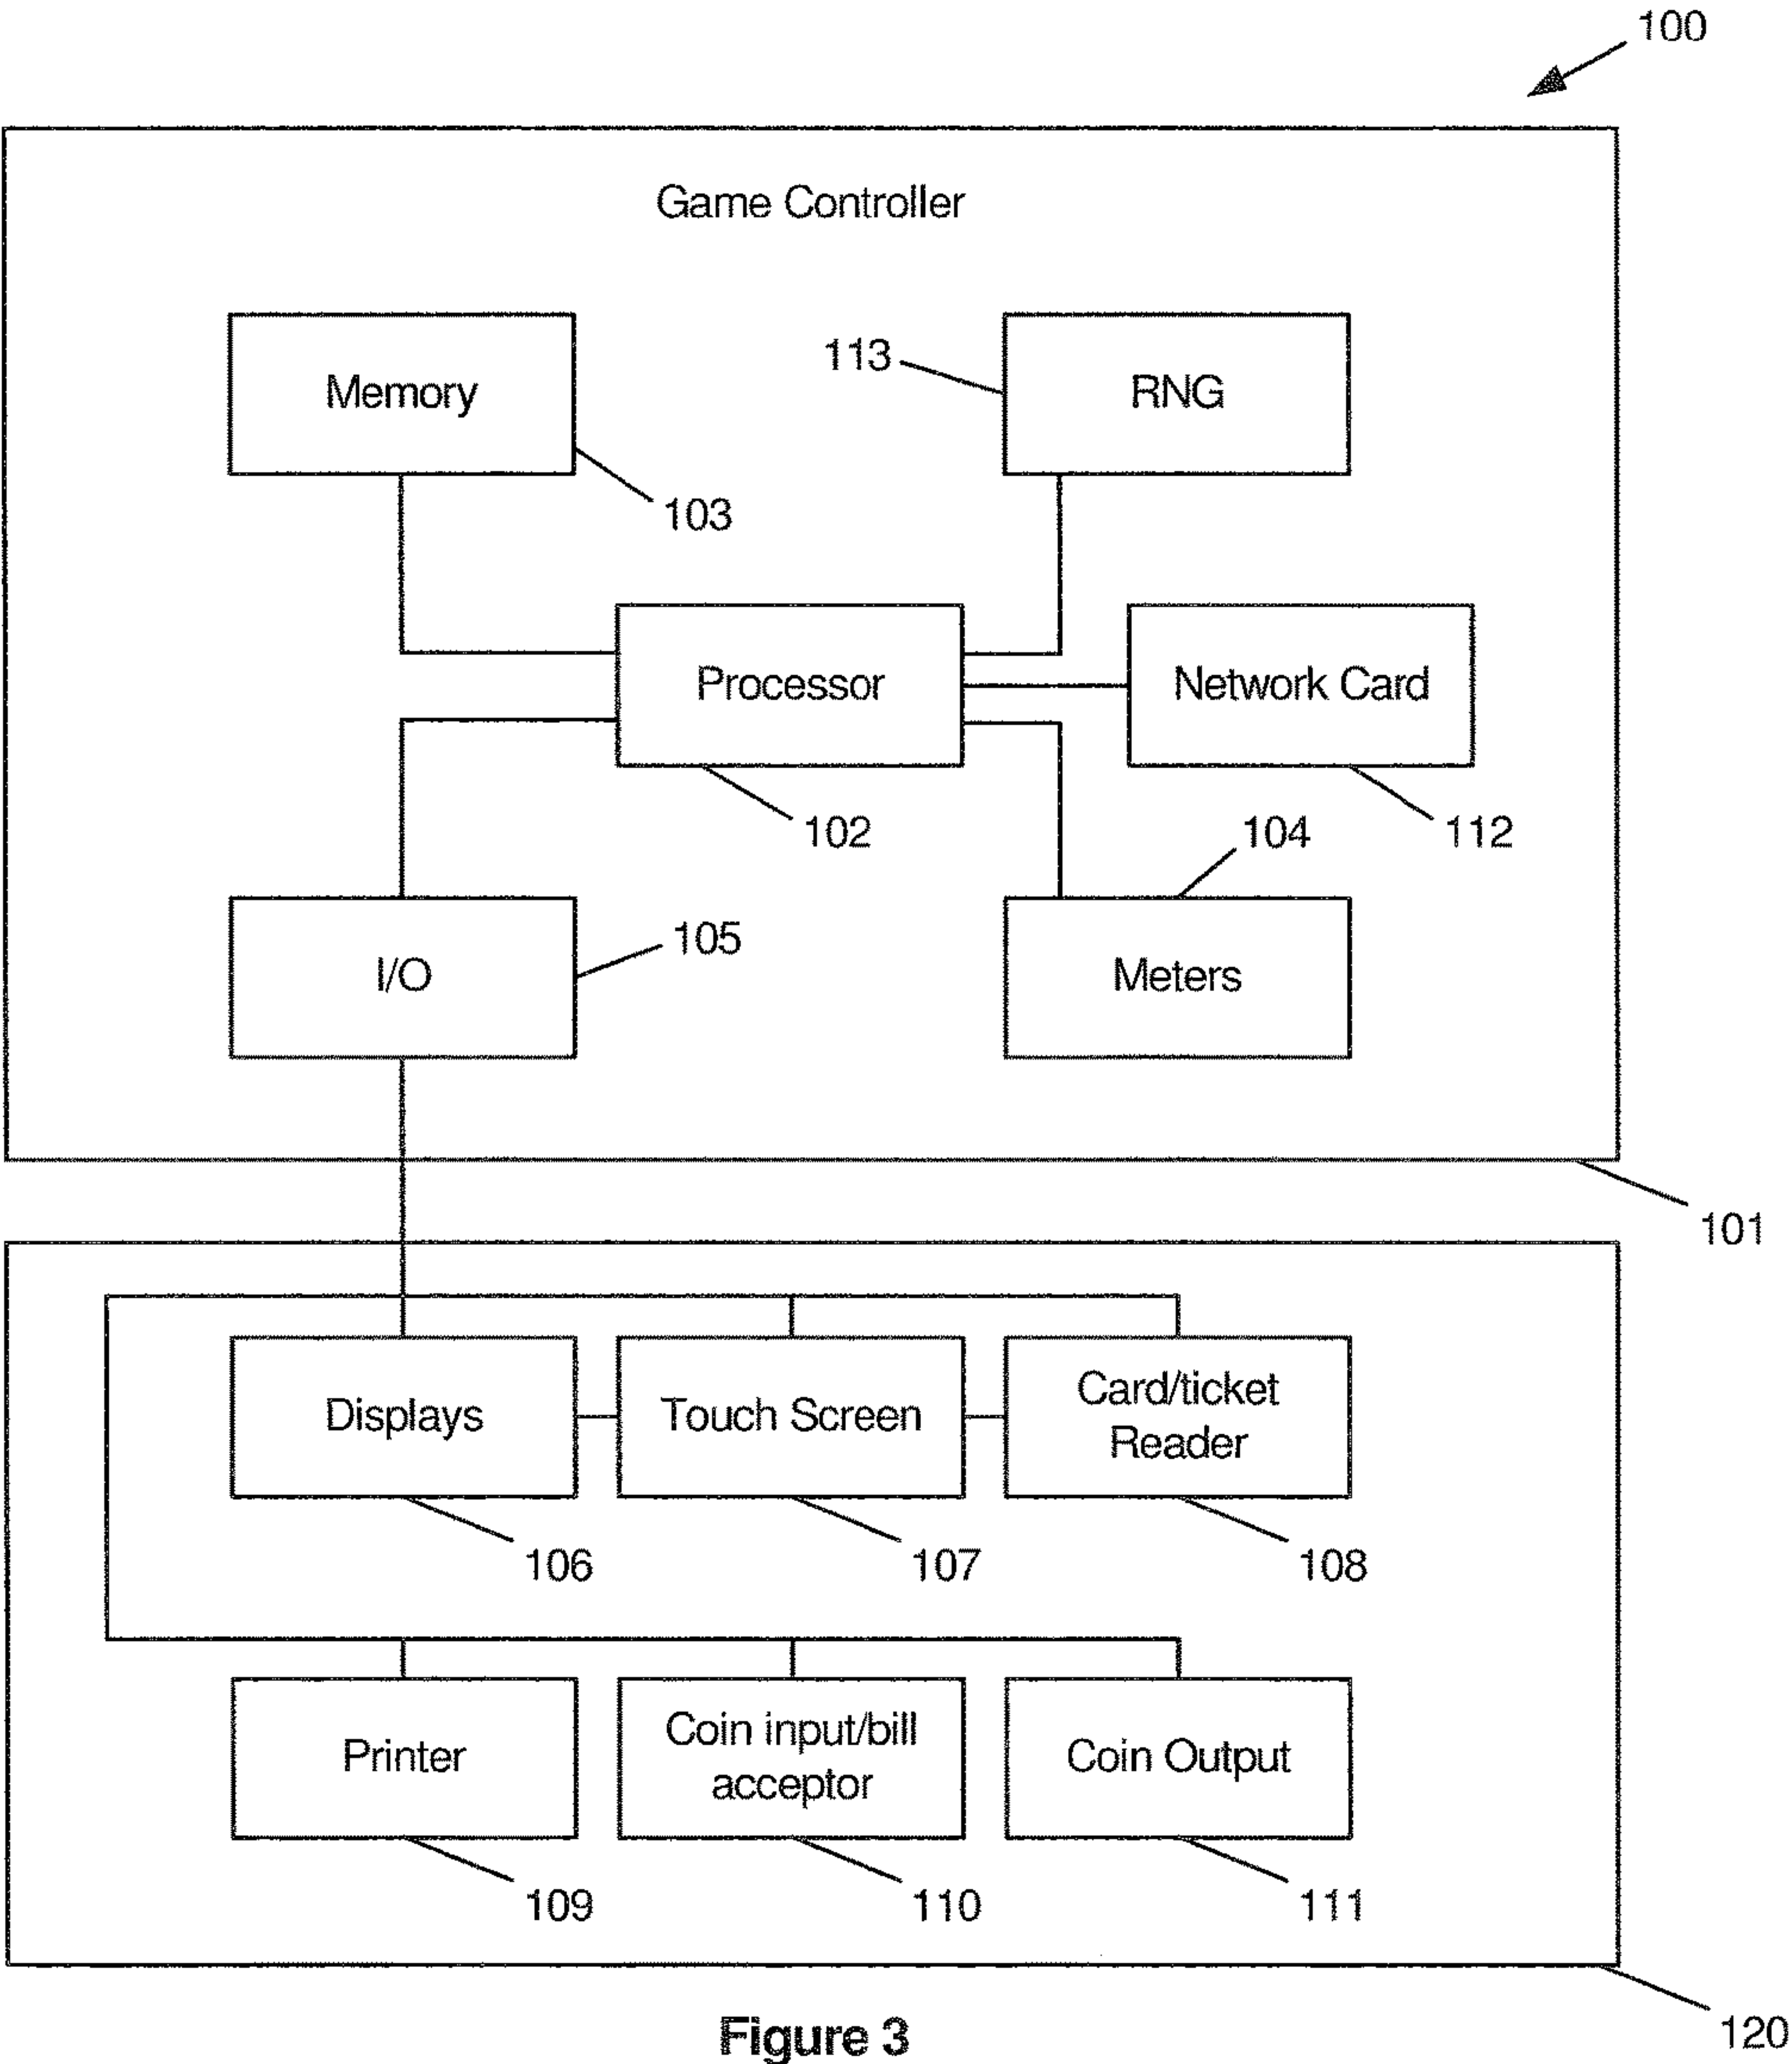 100
Game Controller
Memory
113
RNG
103
Processor
Network Card
102
104
112
105
I/O
Meters
101
Displays
Touch Screen
Card/ticket
Reader
106
107
108
Printer
Coin input/bill
acceptor
Coin Output
109
110
111
120
Figure 3